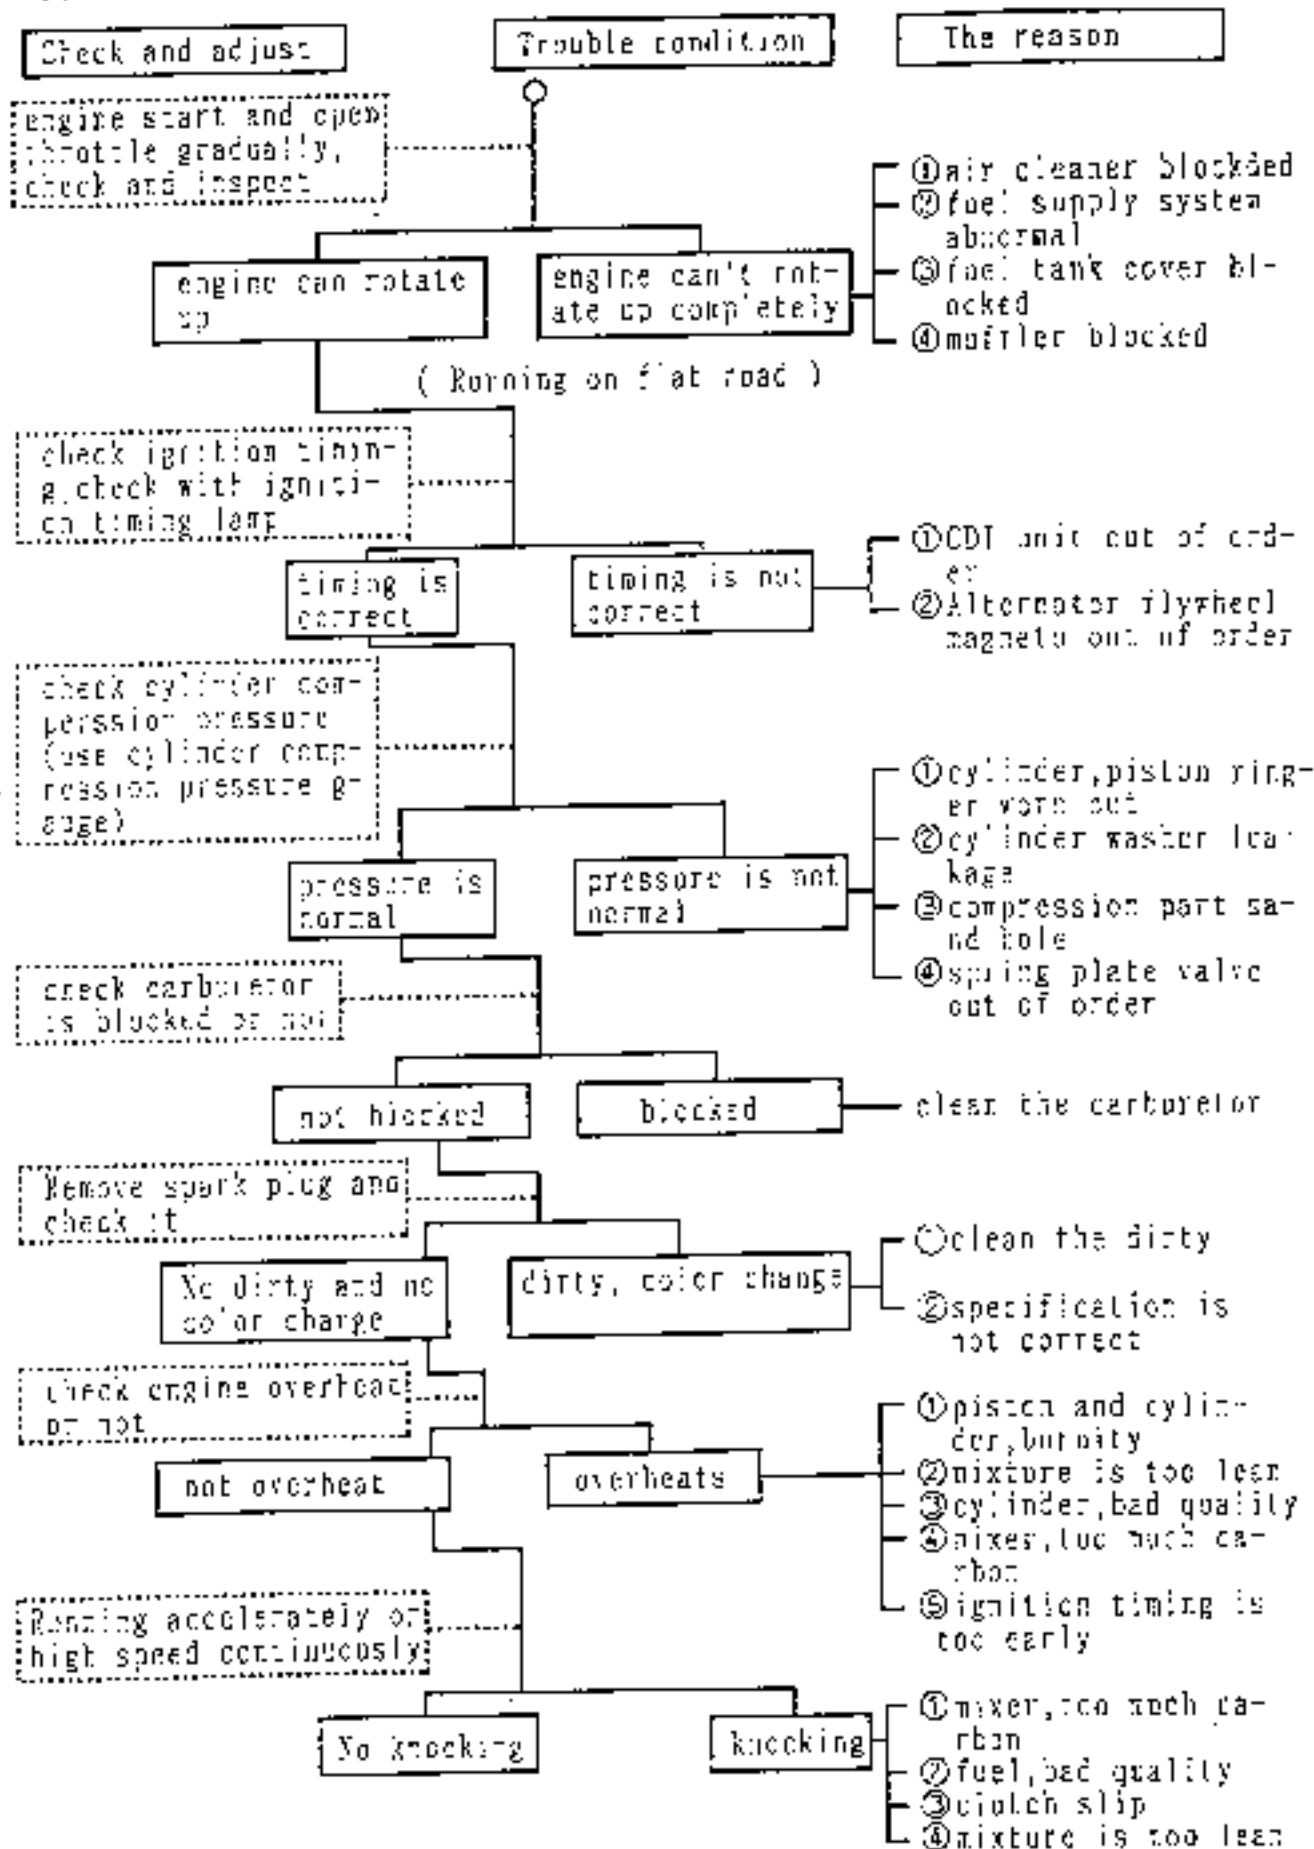 Check and adjust
Trouble condition
The reason
engine start and open
throttle gradually,
check and inspect
①air cleaner blockded
②fuel supply system
abnormal
③fuel tank cover bl-
ocked
④muffler blocked
engine can rotate
up
engine can't rot-
ate up completely
( Running on flat road )
check ignition timin-
g,check with igniti-
on timing lamp
timing is
correct
timing is not
correct
①CDI unit out of ord-
er
②Alternator flywheel
magneto out of order
check cylinder com-
perssion pressure
(use cylinder comp-
ression pressure g-
auge)
pressure is
normal
pressure is not
normal
①cylinder,piston ring-
er worn out
②cylinder washer lea-
kage
③compression part sa-
nd hole
④spring plate valve
out of order
check carburetor
is blocked or not
not blocked
blocked
clean the carburetor
Remove spark plug and
check it
No dirty and no
color change
dirty, color change
①clean the dirty
②specification is
not correct
check engine overheat
or not
not overheat
overheats
①piston and cylin-
der,burnity
②mixture is too lean
③cylinder,bad quality
④mixer,too much ca-
rbon
⑤ignition timing is
too early
Running accelerately or
high speed continuously
No knocking
knocking
①mixer,too much ca-
rbon
②fuel,bad quality
③clutch slip
④mixture is too lean